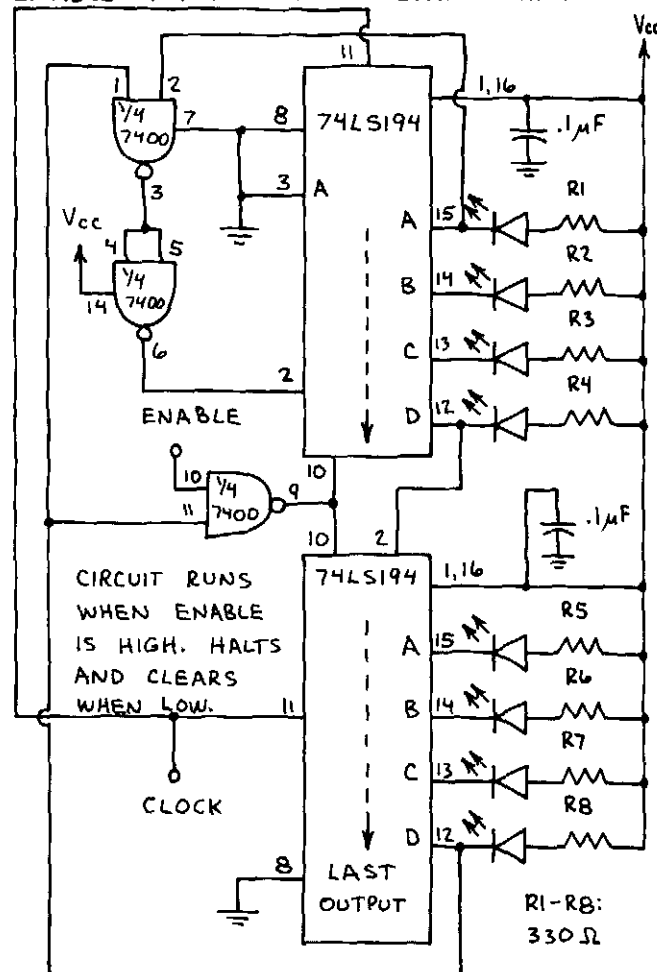 Vcc
11
1
2
1/4
7400
7
8
74LS194
1,16
.1µF
3
A
3
Vcc
4
5
1/4
7400
14
6
2
A
15
R1
B
14
R2
C
13
R3
D
12
R4
ENABLE
10
10
1/4
7400
9
11
10
2
.1µF
74LS194
1,16
CIRCUIT RUNS
WHEN ENABLE
IS HIGH. HALTS
AND CLEARS
WHEN LOW.
11
R5
A
15
R6
B
14
R7
C
13
R8
D
12
CLOCK
8
LAST
OUTPUT
R1-R8:
330 Ω